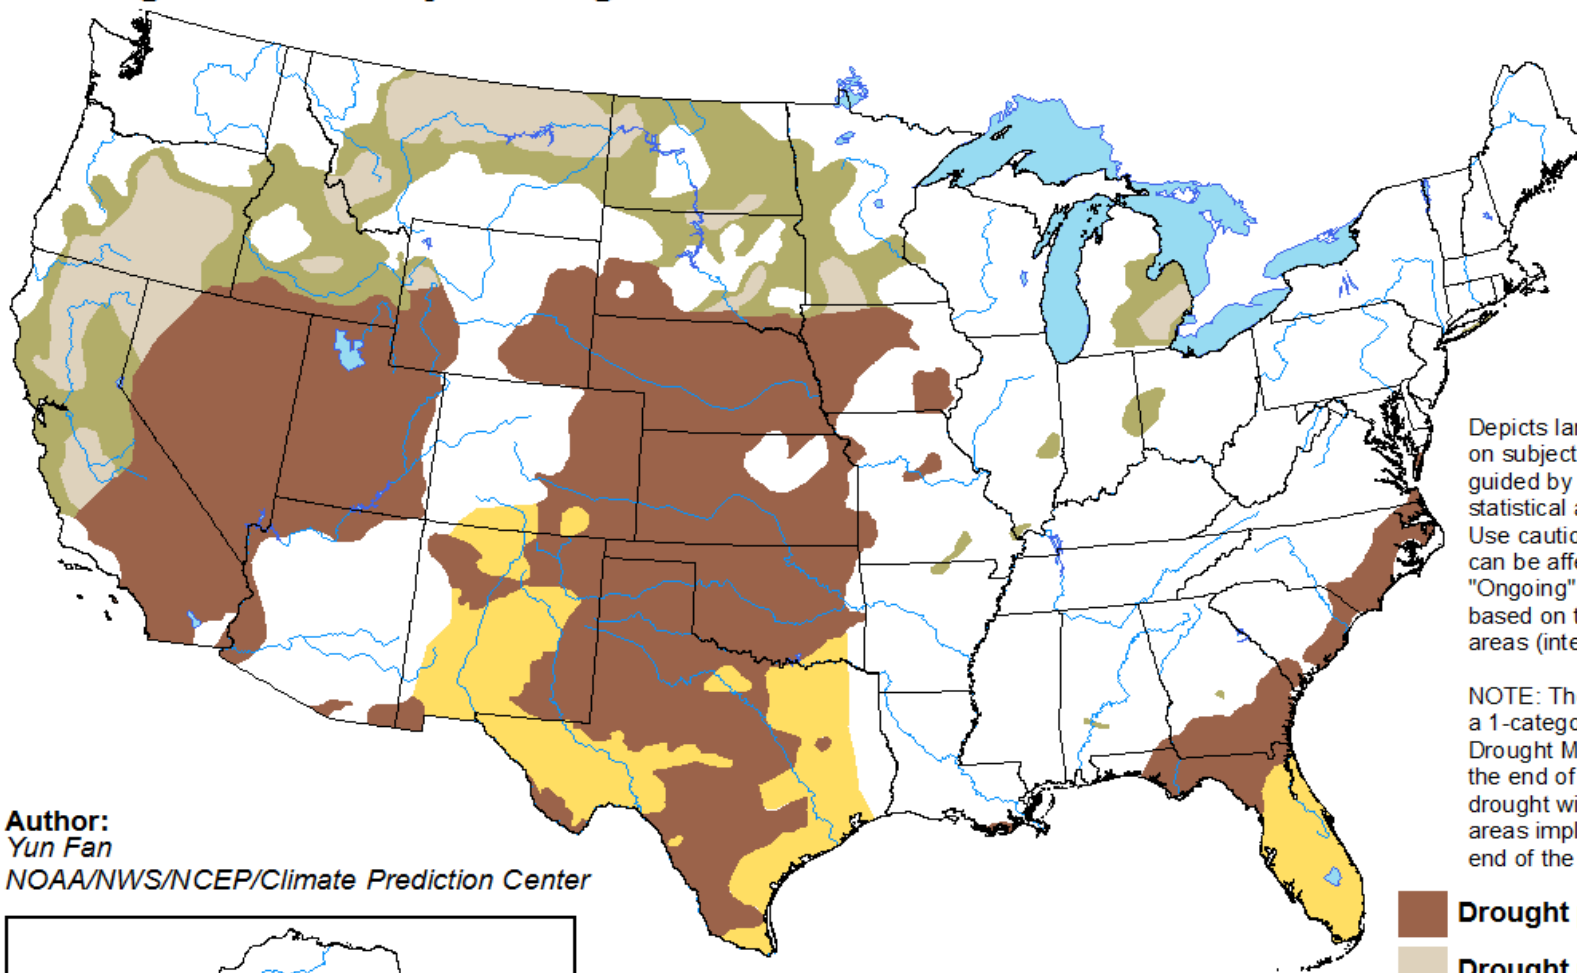 Depicts lar
on subject
guided by
statistical a
Use cautio
can be affe
"Ongoing"
based on t
areas (inte
NOTE: Th
a 1-catego
Drought M
the end of
drought wi
areas impl
end of the
Author:
Yun Fan
NOAA/NWS/NCEP/Climate Prediction Center
Drought
Drought